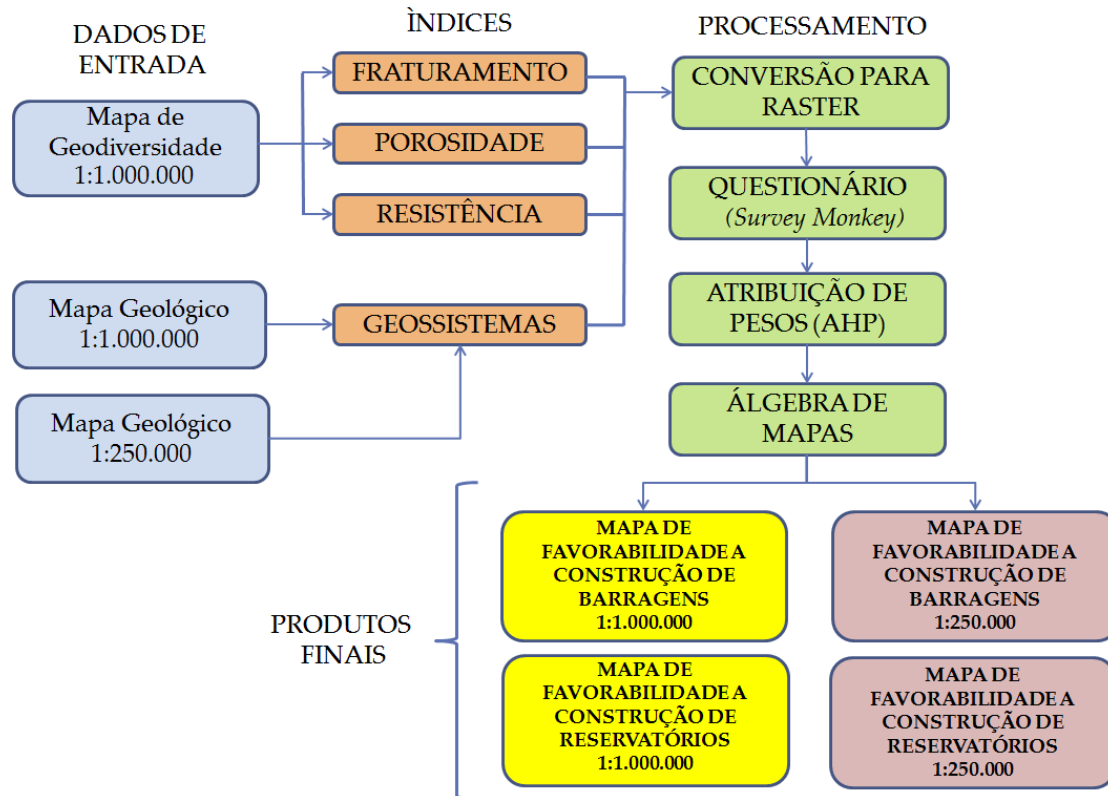 DADOS DE
ENTRADA
Mapa de
Geodiversidade
1:1.000.000
Mapa Geológico
1:1.000.000
Mapa Geológico
1:250.000
ÌNDICES
FRATURAMENTO
POROSIDADE
RESISTÊNCIA
GEOSSISTEMAS
PROCESSAMENTO
CONVERSÃO PARA
RASTER
QUESTIONÁRIO
(Survey Monkey)
ATRIBUIÇÃO DE
PESOS (AHP)
ÁLGEBRA DE
MAPAS
PRODUTOS
FINAIS
MAPA DE
FAVORABILIDADE A
CONSTRUÇÃO DE
BARRAGENS
1:1.000.000
MAPA DE
FAVORABILIDADE A
CONSTRUÇÃO DE
BARRAGENS
1:250.000
MAPA DE
FAVORABILIDADE A
CONSTRUÇÃO DE
RESERVATÓRIOS
1:1.000.000
MAPA DE
FAVORABILIDADE A
CONSTRUÇÃO DE
RESERVATÓRIOS
1:250.000